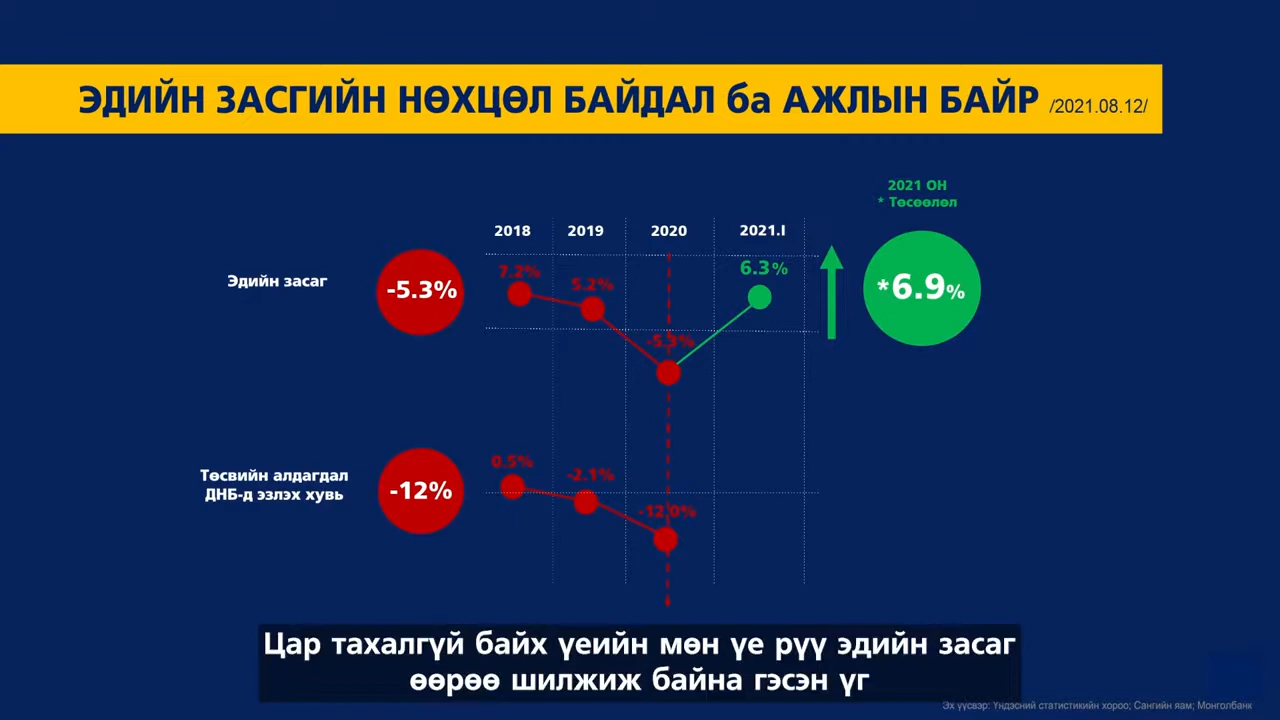 ЭДИЙН ЗАСГИЙН НӨХЦӨЛ БАЙДАЛ ба АЖЛЫН БАЙР /2021.08.12/
2021 ОН
* Төсөөлөл
2018 2019 2020 2021.I
Эдийн засаг
-5.3%
7.2%
5.2%
-5.3%
6.3%
*6.9%
Төсвийн алдагдал
ДНБ-д эзлэх хувь
-12%
0.5%
-2.1%
-12.0%
Цар тахалгүй байх үеийн мөн үе рүү эдийн засаг
өөрөө шилжиж байна гэсэн үг
Эх үүсвэр: Үндэсний статистикийн хороо; Сангийн яам; Монголбанк